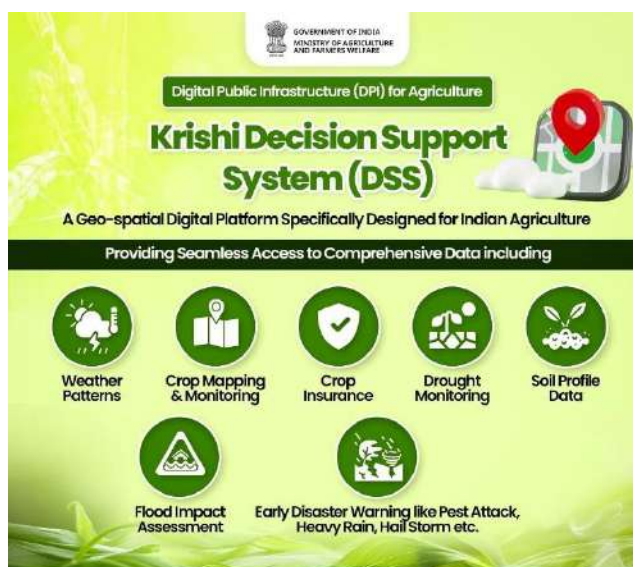 GOVERNMENT OF INDIA
MINISTRY OF AGRICULTURE
AND FARMERS WELFARE
Digital Public Infrastructure (DPI) for Agriculture
Krishi Decision Support
System (DSS)
A Geo-spatial Digital Platform Specifically Designed for Indian Agriculture
Providing Seamless Access to Comprehensive Data including
Weather
Patterns
Crop Mapping
& Monitoring
Crop
Insurance
Drought
Monitoring
Soil Profile
Data
Flood Impact
Assessment
Early Disaster Warning like Pest Attack,
Heavy Rain, Hail Storm etc.